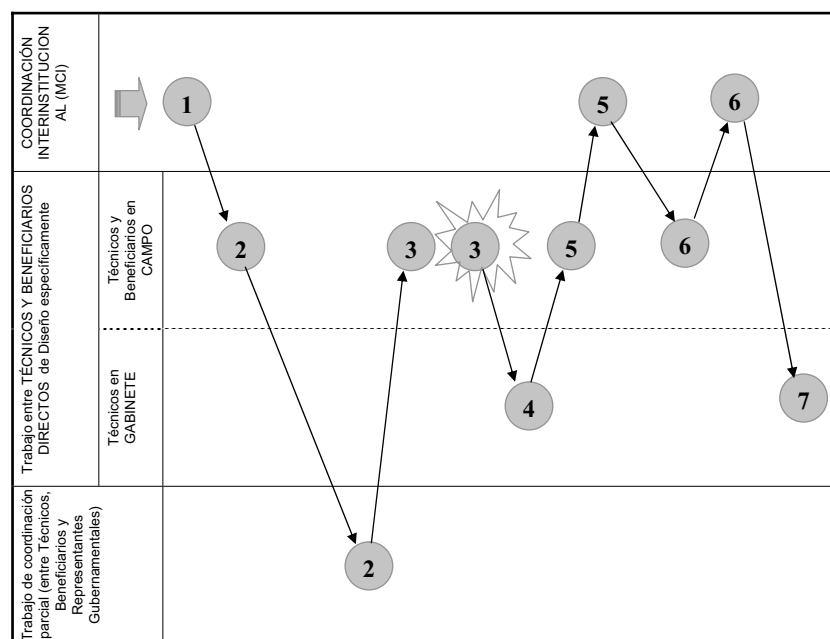 COORDINACIÓN
INTERINSTITUCION
AL (MCI)
Trabajo entre TÉCNICOS Y BENEFICIARIOS
DIRECTOS de Diseño específicamente
Técnicos y
Beneficiarios en
CAMPO
Técnicos en
GABINETE
Trabajo de coordinación
parcial (entre Técnicos,
Beneficiarios y
Representantes
Gubernamentales)
1
5
6
2
3
3
5
6
4
7
2